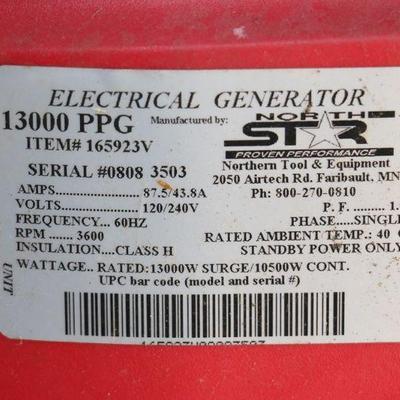 ELECTRICAL GENERATOR
13000 PPG Manufactured by: NORTH STAR
ITEM# 165923V PROVEN PERFORMANCE
Northern Tool & Equipment
SERIAL #0808 3503 2050 Airtech Rd. Faribault, MN
AMPS 87.5/43.8A Ph: 800-270-0810
VOLTS 120/240V P. F. 1.
FREQUENCY 60HZ PHASE SINGL
RPM 3600 RATED AMBIENT TEMP.: 40
INSULATION CLASS H STANDBY POWER ONLY
WATTAGE.. RATED: 13000W SURGE/10500W CONT.
UPC bar code (model and serial #)
UNIT